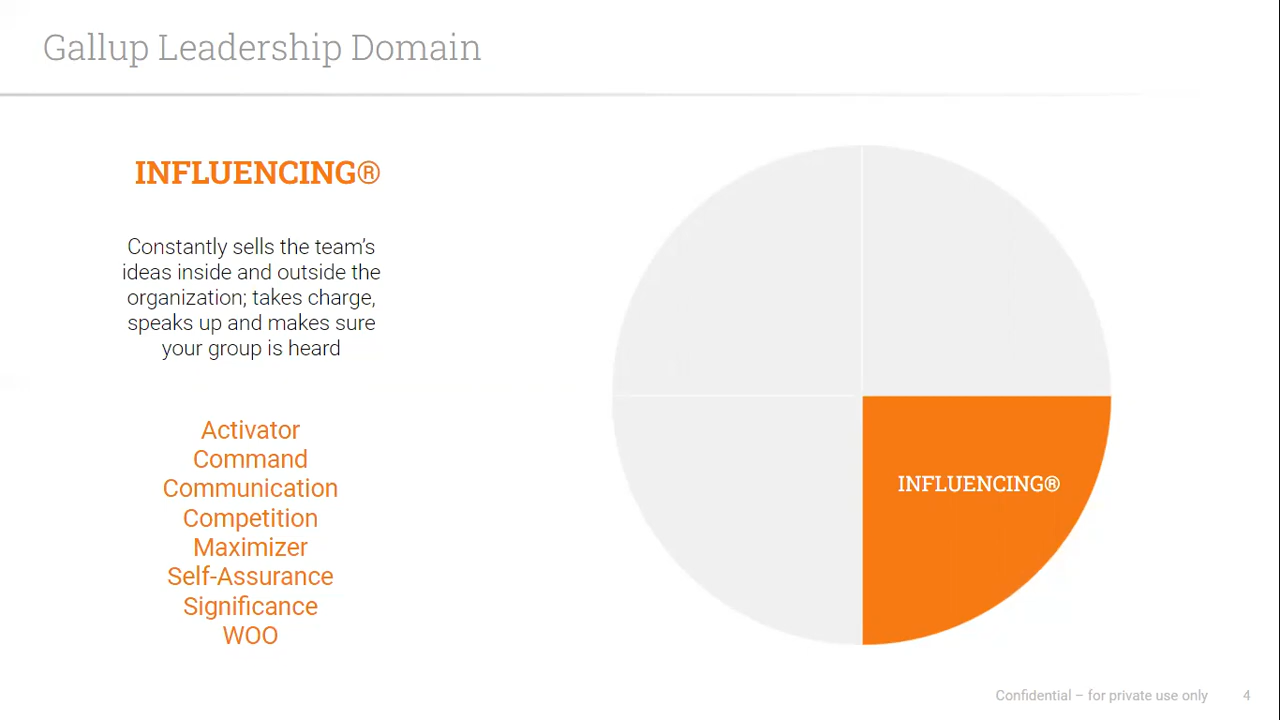 Gallup Leadership Domain
INFLUENCING®
Constantly sells the team's
ideas inside and outside the
organization; takes charge,
speaks up and makes sure
your group is heard
Activator
Command
Communication
Competition
Maximizer
Self-Assurance
Significance
WOO
INFLUENCING®
Confidential – for private use only 4